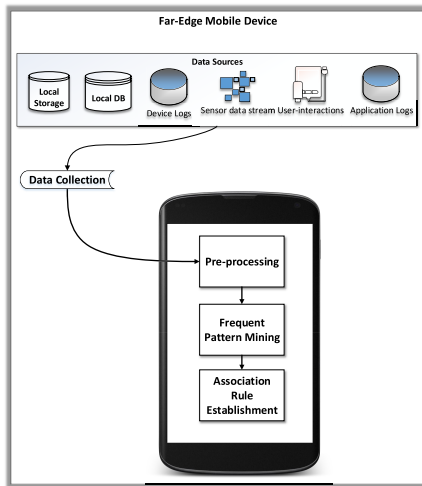 Far-Edge Mobile Device
Data Sources
Local
Storage
Local DB
Device Logs
Sensor data stream
User-interactions
Application Logs
Data Collection
Pre-processing
Frequent
Pattern Mining
Association
Rule
Establishment